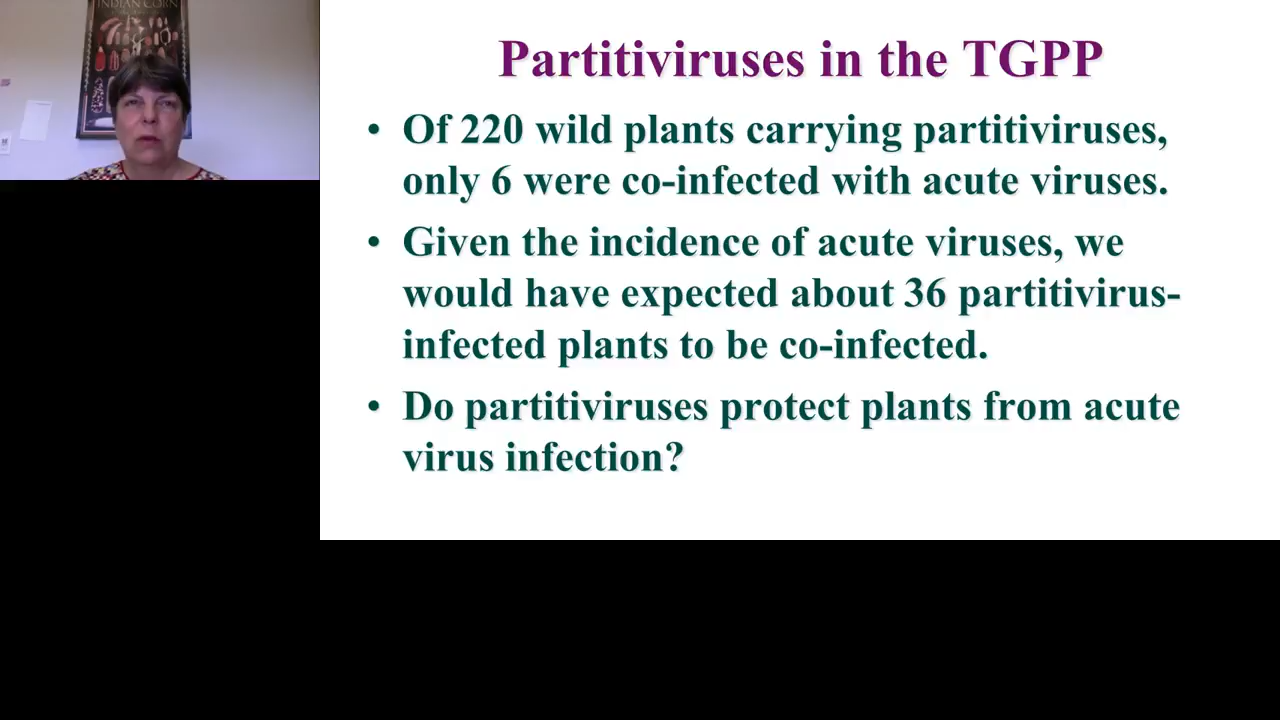 INDIAN CORN
Partitiviruses in the TGPP
• Of 220 wild plants carrying partitiviruses,
only 6 were co-infected with acute viruses.
• Given the incidence of acute viruses, we
would have expected about 36 partitivirus-
infected plants to be co-infected.
• Do partitiviruses protect plants from acute
virus infection?